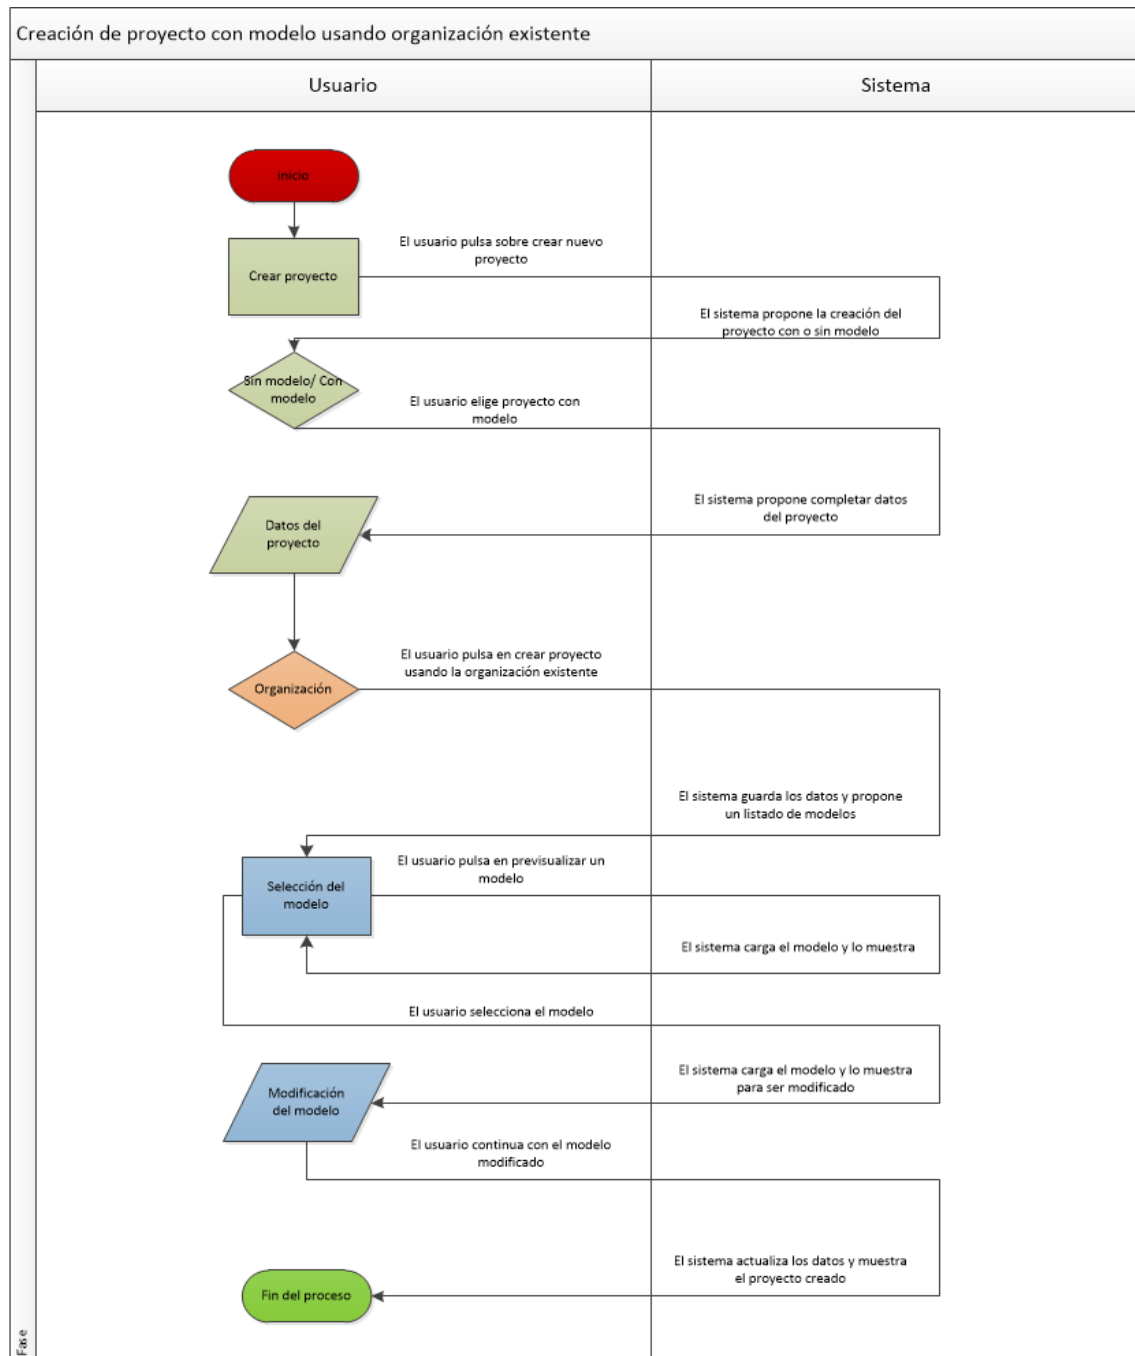 Creación de proyecto con modelo usando organización existente
Usuario
Sistema
inicio
El usuario pulsa sobre crear nuevo
proyecto
Crear proyecto
El sistema propone la creación del
proyecto con o sin modelo
Sin modelo/ Con
modelo
El usuario elige proyecto con
modelo
El sistema propone completar datos
del proyecto
Datos del
proyecto
El usuario pulsa en crear proyecto
usando la organización existente
Organización
El sistema guarda los datos y propone
un listado de modelos
El usuario pulsa en previsualizar un
modelo
Selección del
modelo
El sistema carga el modelo y lo muestra
El usuario selecciona el modelo
El sistema carga el modelo y lo muestra
para ser modificado
Modificación
del modelo
El usuario continua con el modelo
modificado
El sistema actualiza los datos y muestra
el proyecto creado
Fin del proceso
Fase